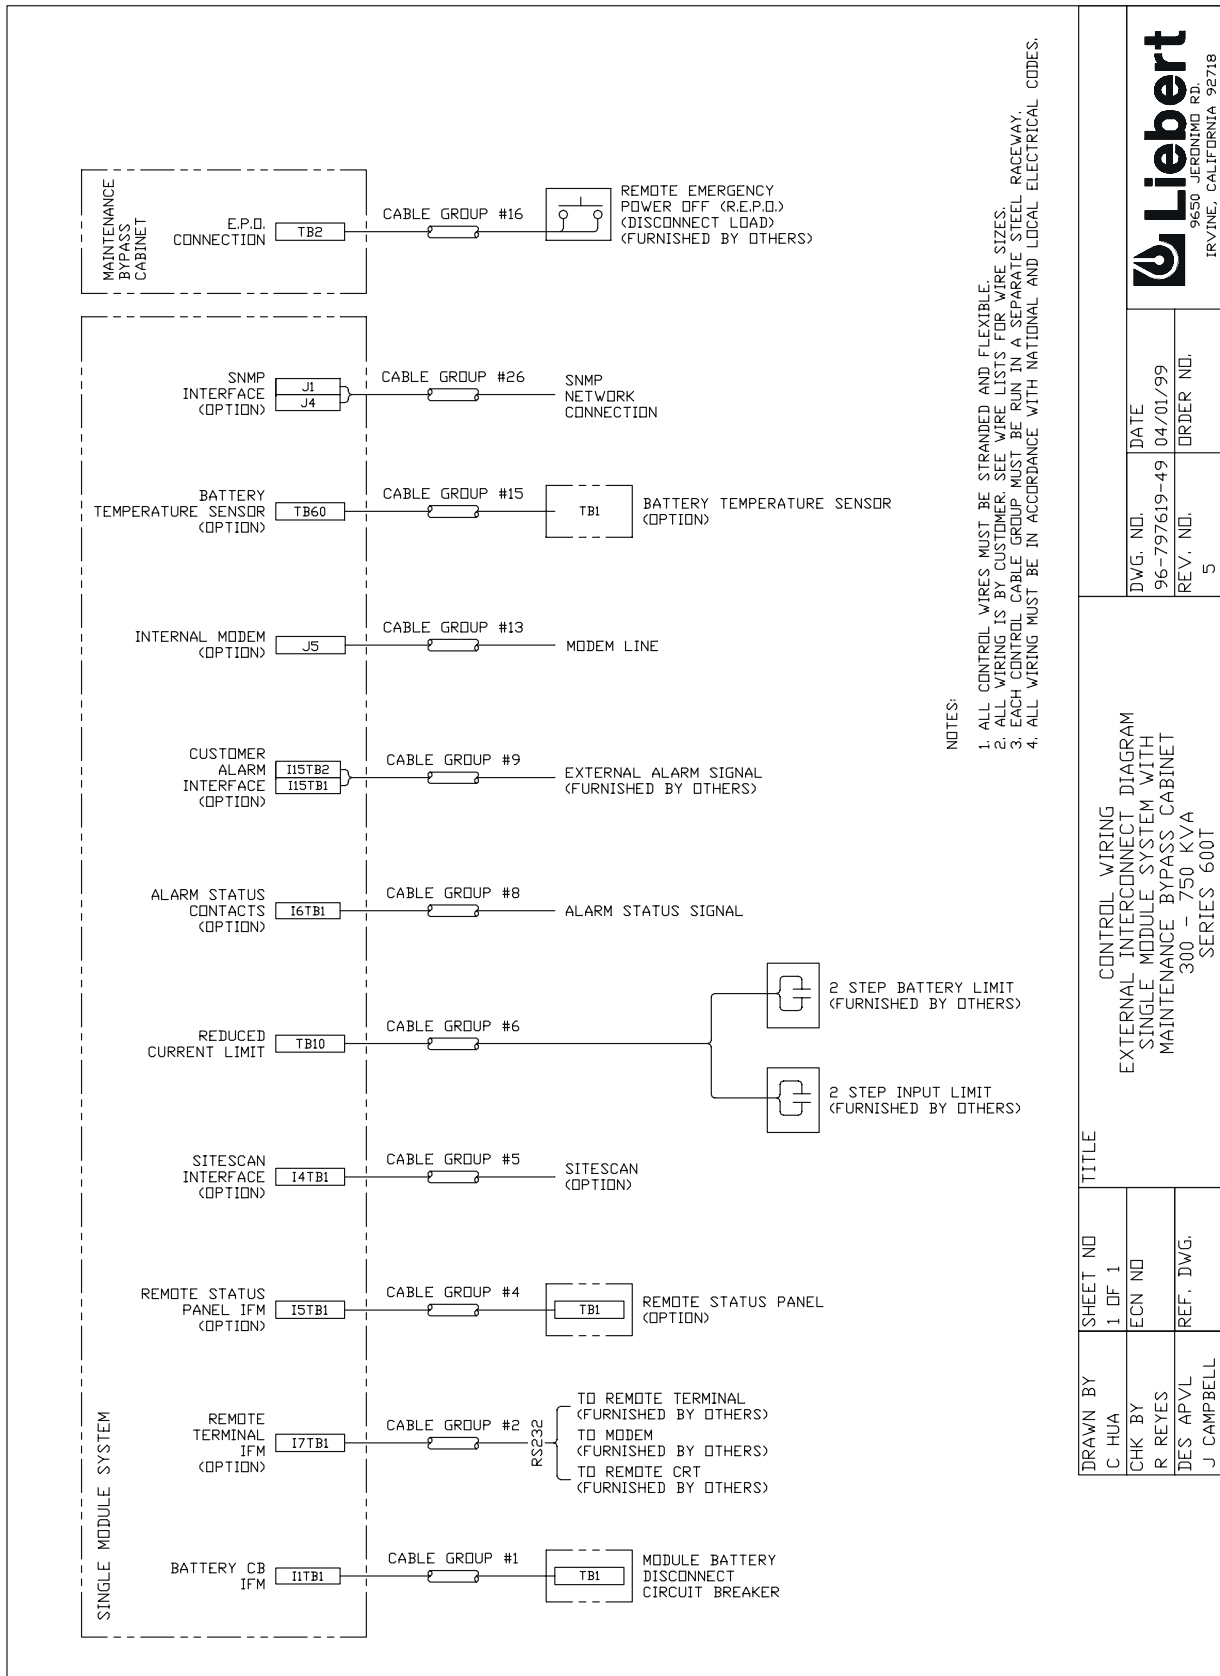 MAINTENANCE
BYPASS
CABINET
E.P.O.
CONNECTION
TB2
CABLE GROUP #16
REMOTE EMERGENCY
POWER OFF (R.E.P.O.)
(DISCONNECT LOAD)
(FURNISHED BY OTHERS)
SNMP
INTERFACE
(OPTION)
J1
J4
CABLE GROUP #26
SNMP
NETWORK
CONNECTION
BATTERY
TEMPERATURE SENSOR
(OPTION)
TB60
CABLE GROUP #15
TB1
BATTERY TEMPERATURE SENSOR
(OPTION)
INTERNAL MODEM
(OPTION)
J5
CABLE GROUP #13
MODEM LINE
CUSTOMER
ALARM
INTERFACE
(OPTION)
I15TB2
I15TB1
CABLE GROUP #9
EXTERNAL ALARM SIGNAL
(FURNISHED BY OTHERS)
ALARM STATUS
CONTACTS
(OPTION)
I6TB1
CABLE GROUP #8
ALARM STATUS SIGNAL
REDUCED
CURRENT LIMIT
TB10
CABLE GROUP #6
2 STEP BATTERY LIMIT
(FURNISHED BY OTHERS)
2 STEP INPUT LIMIT
(FURNISHED BY OTHERS)
SITESCAN
INTERFACE
(OPTION)
I4TB1
CABLE GROUP #5
SITESCAN
(OPTION)
REMOTE STATUS
PANEL IFM
(OPTION)
I5TB1
CABLE GROUP #4
TB1
REMOTE STATUS PANEL
(OPTION)
REMOTE
TERMINAL
IFM
(OPTION)
I7TB1
CABLE GROUP #2
RS232
TO REMOTE TERMINAL
(FURNISHED BY OTHERS)
TO MODEM
(FURNISHED BY OTHERS)
TO REMOTE CRT
(FURNISHED BY OTHERS)
SINGLE MODULE SYSTEM
BATTERY CB
IFM
I1TB1
CABLE GROUP #1
TB1
MODULE BATTERY
DISCONNECT
CIRCUIT BREAKER
NOTES:
1. ALL CONTROL WIRES MUST BE STRANDED AND FLEXIBLE.
2. ALL WIRING IS BY CUSTOMER. SEE WIRE LISTS FOR WIRE SIZES.
3. EACH CONTROL CABLE GROUP MUST BE RUN IN A SEPARATE STEEL RACEWAY.
4. ALL WIRING MUST BE IN ACCORDANCE WITH NATIONAL AND LOCAL ELECTRICAL CODES.
DRAWN BY
C HUA
CHK BY
R REYES
DES APVL
J CAMPBELL
SHEET NO
1 OF 1
ECN NO
REF. DWG.
TITLE
CONTROL WIRING
EXTERNAL INTERCONNECT DIAGRAM
SINGLE MODULE SYSTEM WITH
MAINTENANCE BYPASS CABINET
300 - 750 KVA
SERIES 600T
DWG. NO.
96-797619-49
REV. NO.
5
DATE
04/01/99
ORDER NO.
Liebert
9650 JERONIMO RD.
IRVINE, CALIFORNIA 92718